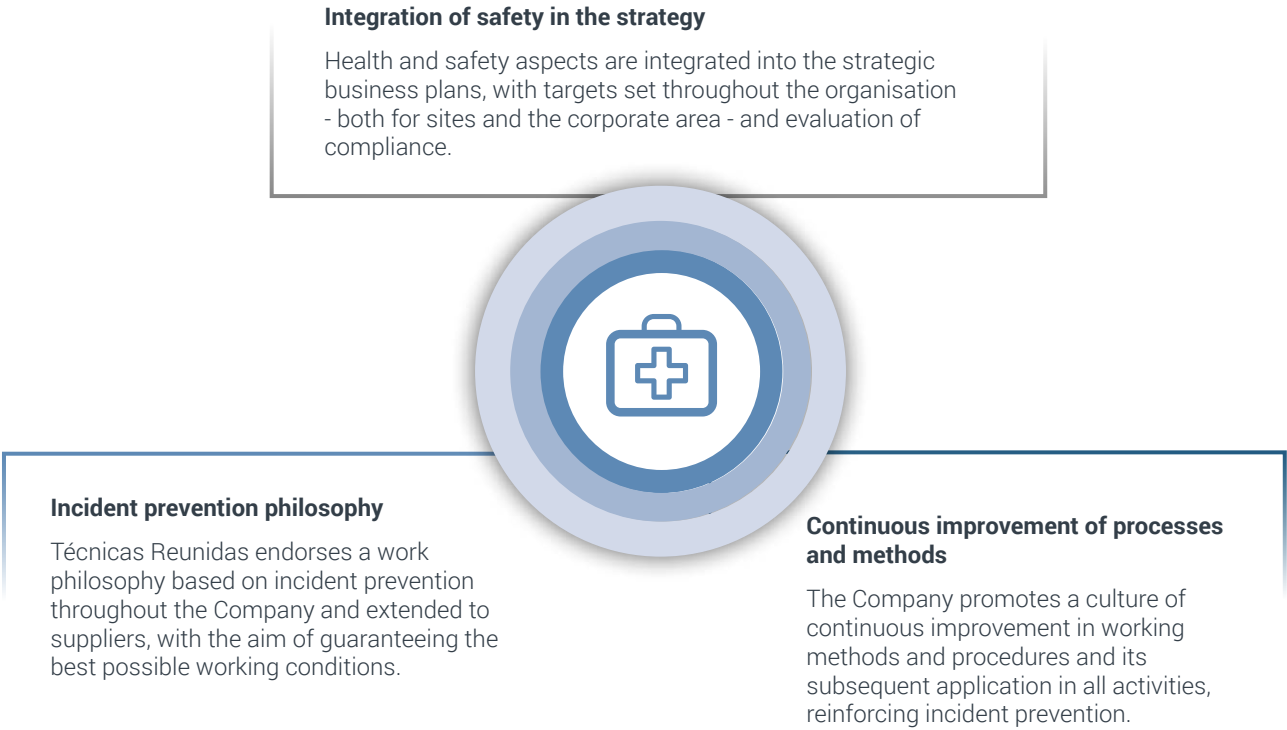 Integration of safety in the strategy
Health and safety aspects are integrated into the strategic
business plans, with targets set throughout the organisation
- both for sites and the corporate area - and evaluation of
compliance.
Incident prevention philosophy
Técnicas Reunidas endorses a work
philosophy based on incident prevention
throughout the Company and extended to
suppliers, with the aim of guaranteeing the
best possible working conditions.
Continuous improvement of processes
and methods
The Company promotes a culture of
continuous improvement in working
methods and procedures and its
subsequent application in all activities,
reinforcing incident prevention.